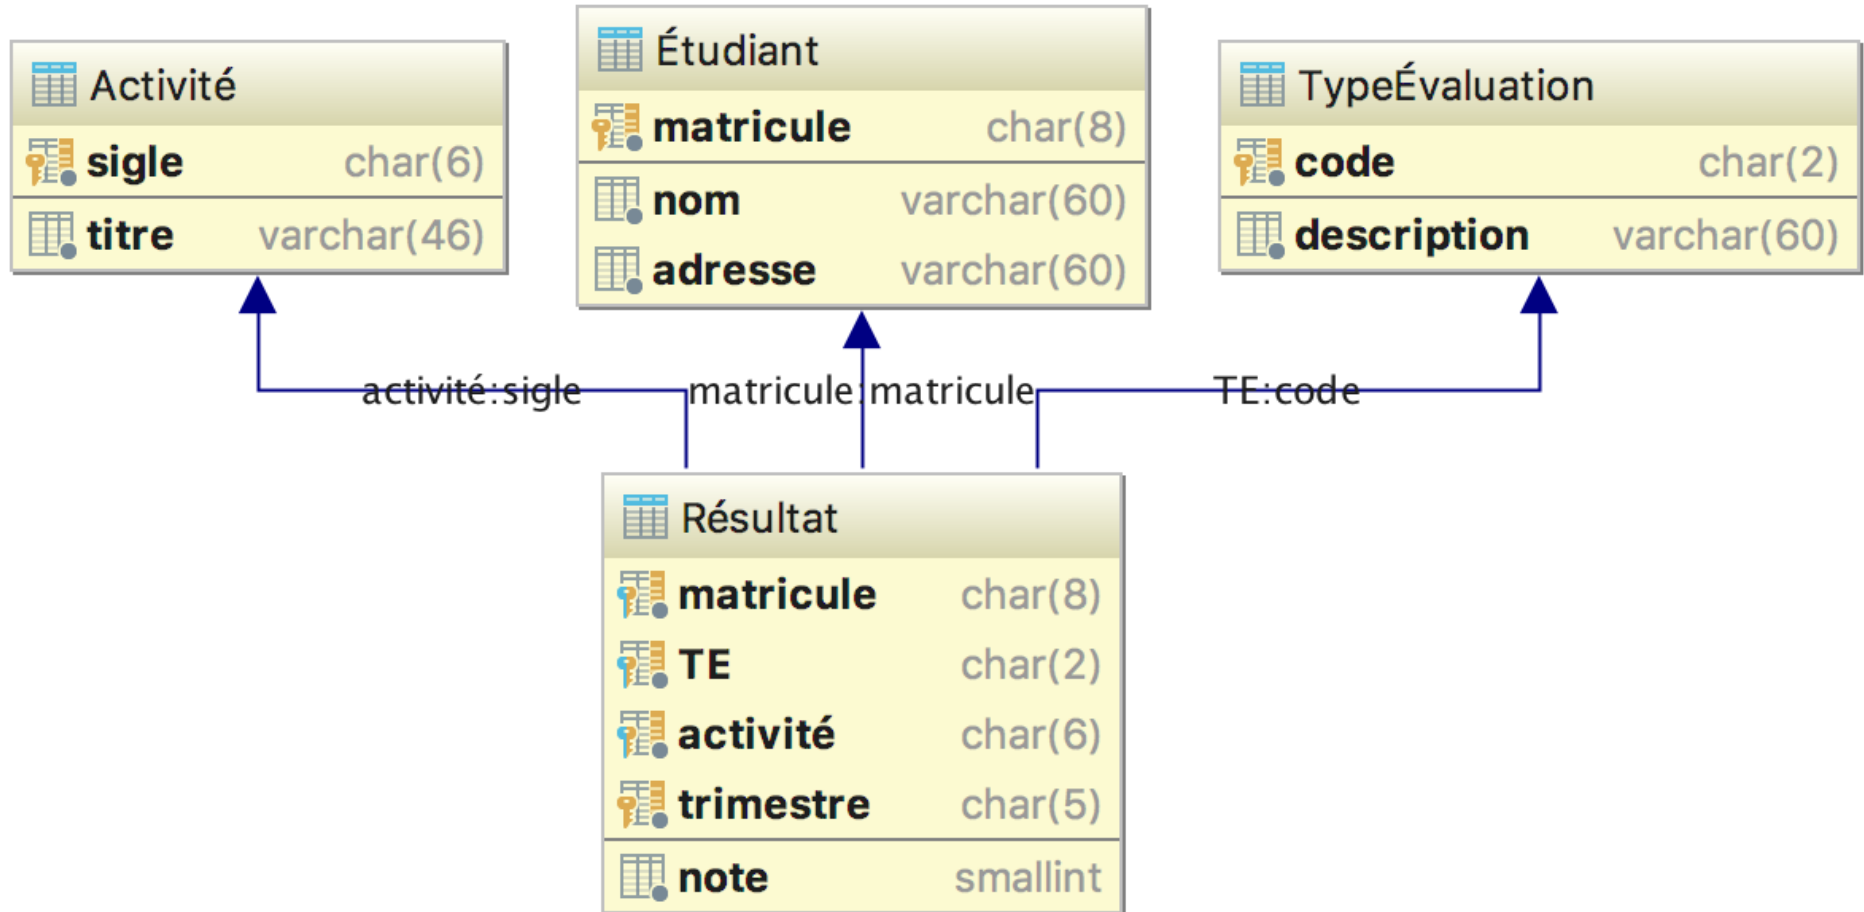 Activité
sigle char(6)
titre varchar(46)
Étudiant
matricule char(8)
nom varchar(60)
adresse varchar(60)
TypeÉvaluation
code char(2)
description varchar(60)
activité:sigle
matricule:matricule
TE:code
Résultat
matricule char(8)
TE char(2)
activité char(6)
trimestre char(5)
note smallint